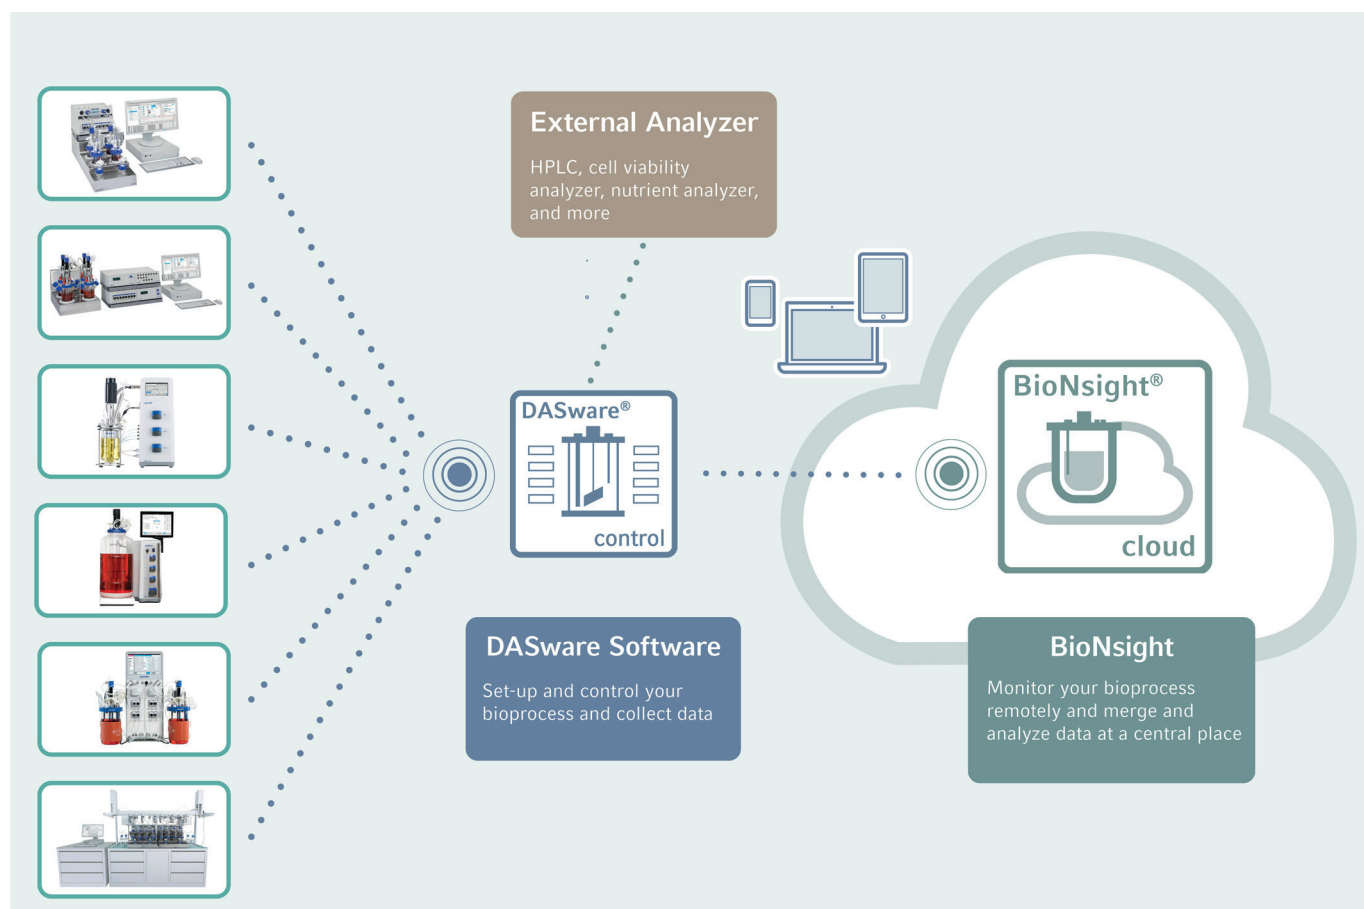 External Analyzer
HPLC, cell viability
analyzer, nutrient analyzer,
and more
DASware®
control
BioNsight®
cloud
DASware Software
Set-up and control your
bioprocess and collect data
BioNsight
Monitor your bioprocess
remotely and merge and
analyze data at a central place